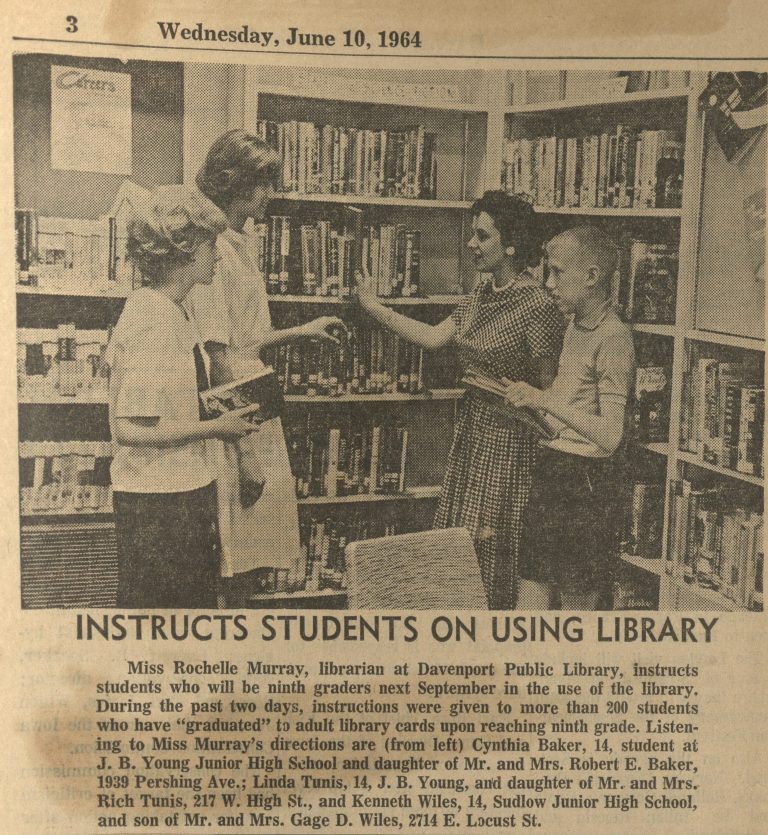 3
Wednesday, June 10, 1964
Careers
INSTRUCTS STUDENTS ON USING LIBRARY
Miss Rochelle Murray, librarian at Davenport Public Library, instructs
students who will be ninth graders next September in the use of the library.
During the past two days, instructions were given to more than 200 students
who have "graduated" to adult library cards upon reaching ninth grade. Listen-
ing to Miss Murray's directions are (from left) Cynthia Baker, 14, student at
J. B. Young Junior High School and daughter of Mr. and Mrs. Robert E. Baker,
1939 Pershing Ave.; Linda Tunis, 14, J. B. Young, and daughter of Mr. and Mrs.
Rich Tunis, 217 W. High St., and Kenneth Wiles, 14, Sudlow Junior High School,
and son of Mr. and Mrs. Gage D. Wiles, 2714 E. Locust St.